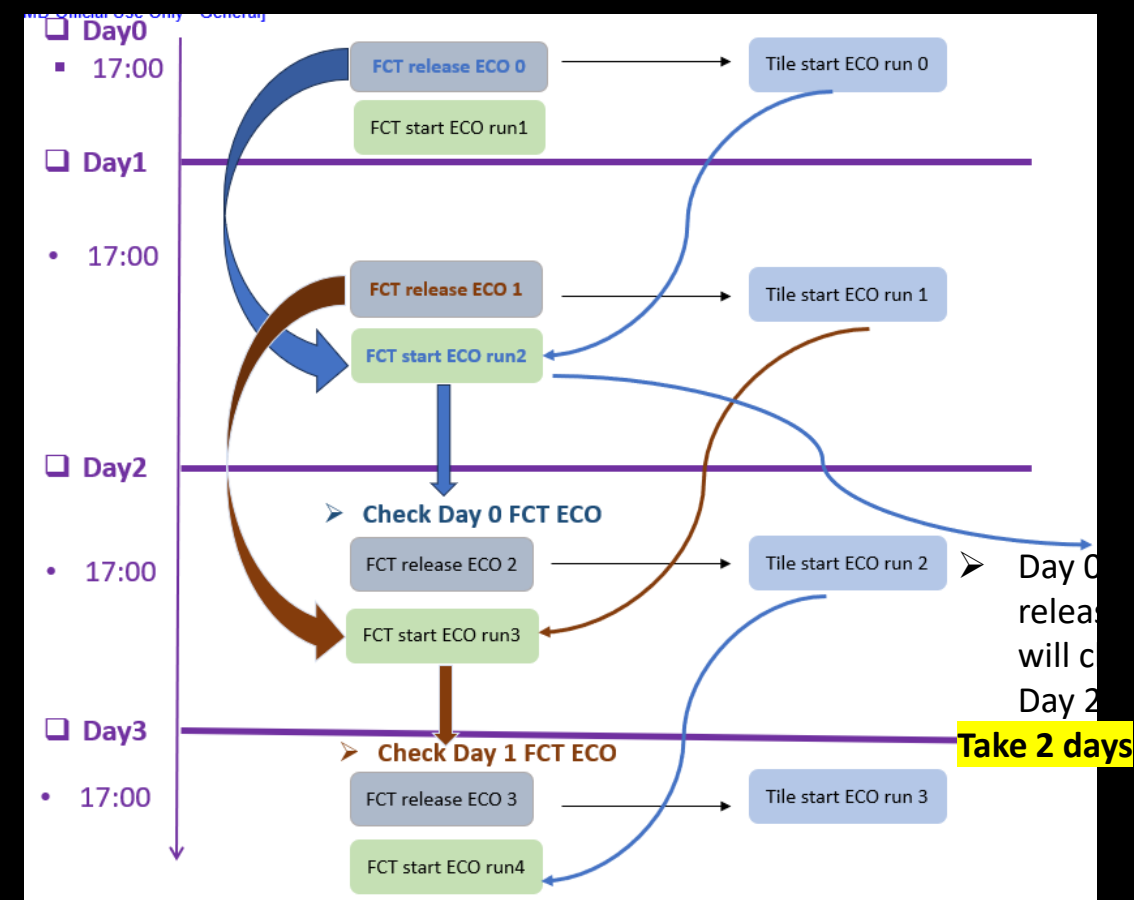 Official Use Only - General]
Day0
17:00
FCT release ECO 0
Tile start ECO run 0
FCT start ECO run1
Day1
17:00
FCT release ECO 1
Tile start ECO run 1
FCT start ECO run2
Day2
Check Day 0 FCT ECO
17:00
FCT release ECO 2
Tile start ECO run 2
Day 0
will
Day 2
FCT start ECO run3
Day3
Take 2 days
Check Day 1 FCT ECO
17:00
FCT release ECO 3
Tile start ECO run 3
FCT start ECO run4